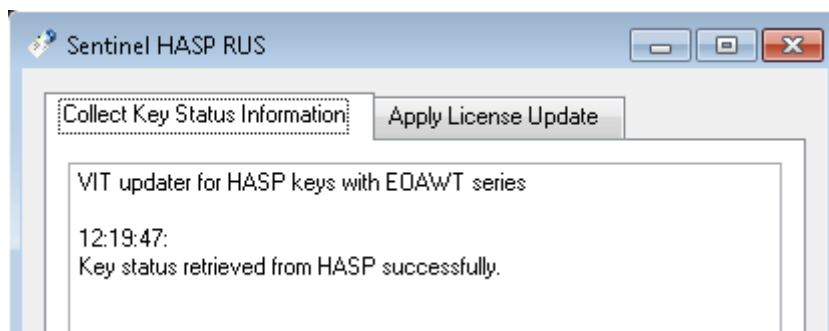 Sentinel HASP RUS
Collect Key Status Information
Apply License Update
VIT updater for HASP keys with EOAWT series
12:19:47:
Key status retrieved from HASP successfully.